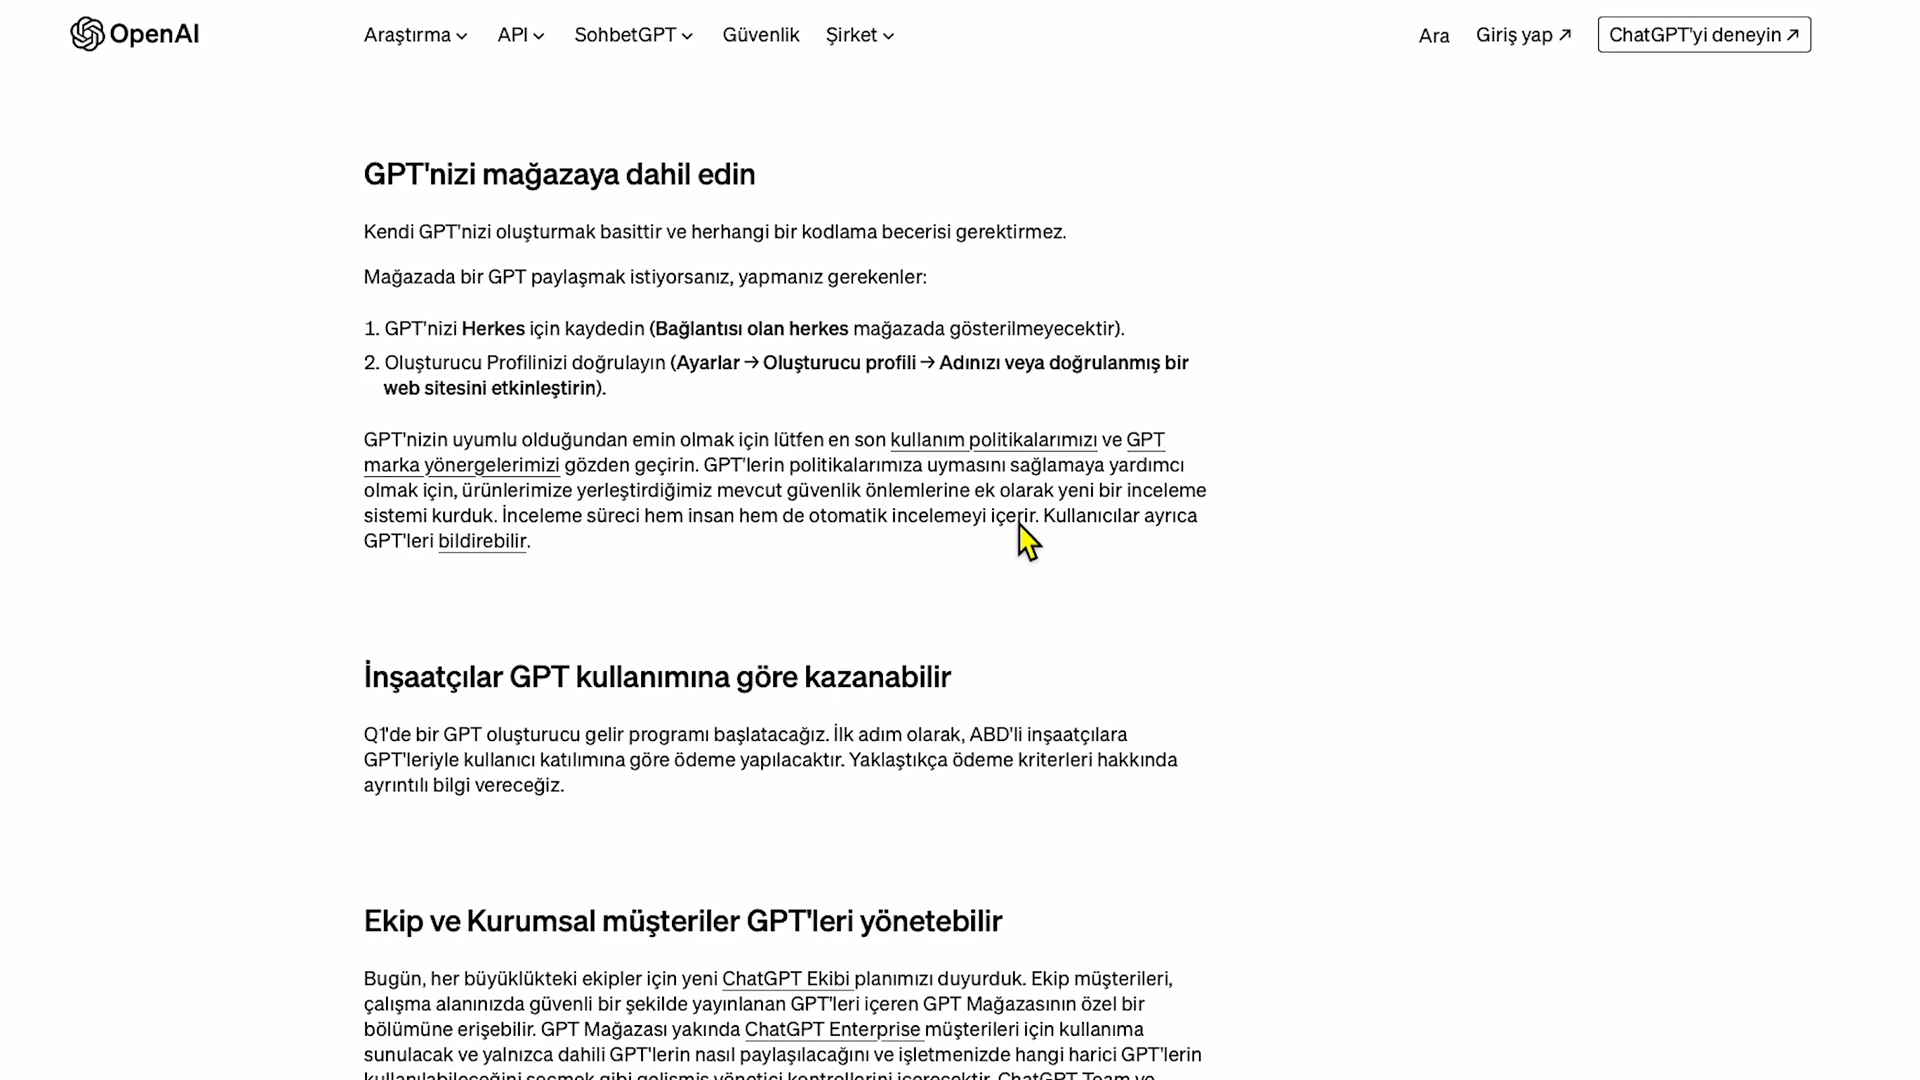 OpenAI
Araştırma
API
SohbetGPT
Güvenlik
Şirket
Ara
Giriş yap ↗
ChatGPT'yi deneyin ↗
GPT'nizi mağazaya dahil edin
Kendi GPT'nizi oluşturmak basittir ve herhangi bir kodlama becerisi gerektirmez.
Mağazada bir GPT paylaşmak istiyorsanız, yapmanız gerekenler:
1. GPT'nizi Herkes için kaydedin (Bağlantısı olan herkes mağazada gösterilmeyecektir).
2. Oluşturucu Profilinizi doğrulayın (Ayarlar → Oluşturucu profili → Adınızı veya doğrulanmış bir
web sitesini etkinleştirin).
GPT'nizin uyumlu olduğundan emin olmak için lütfen en son kullanım politikalarımızı ve GPT
marka yönergelerimizi gözden geçirin. GPT'lerin politikalarımıza uymasını sağlamaya yardımcı
olmak için, ürünlerimize yerleştirdiğimiz mevcut güvenlik önlemlerine ek olarak yeni bir inceleme
sistemi kurduk. İnceleme süreci hem insan hem de otomatik incelemeyi içerir. Kullanıcılar ayrıca
GPT'leri bildirebilir.
İnşaatçılar GPT kullanımına göre kazanabilir
Q1'de bir GPT oluşturucu gelir programı başlatacağız. İlk adım olarak, ABD'li inşaatçılara
GPT'leriyle kullanıcı katılımına göre ödeme yapılacaktır. Yaklaştıkça ödeme kriterleri hakkında
ayrıntılı bilgi vereceğiz.
Ekip ve Kurumsal müşteriler GPT'leri yönetebilir
Bugün, her büyüklükteki ekipler için yeni ChatGPT Ekibi planımızı duyurduk. Ekip müşterileri,
çalışma alanınızda güvenli bir şekilde yayınlanan GPT'leri içeren GPT Mağazasının özel bir
bölümüne erişebilir. GPT Mağazası yakında ChatGPT Enterprise müşterileri için kullanıma
sunulacak ve yalnızca dahili GPT'lerin nasıl paylaşılacağını ve işletmenizde hangi harici GPT'lerin
kullanılabileceğini seçmek gibi gelişmiş yönetici kontrollerini içerecektir. ChatGPT Team ve